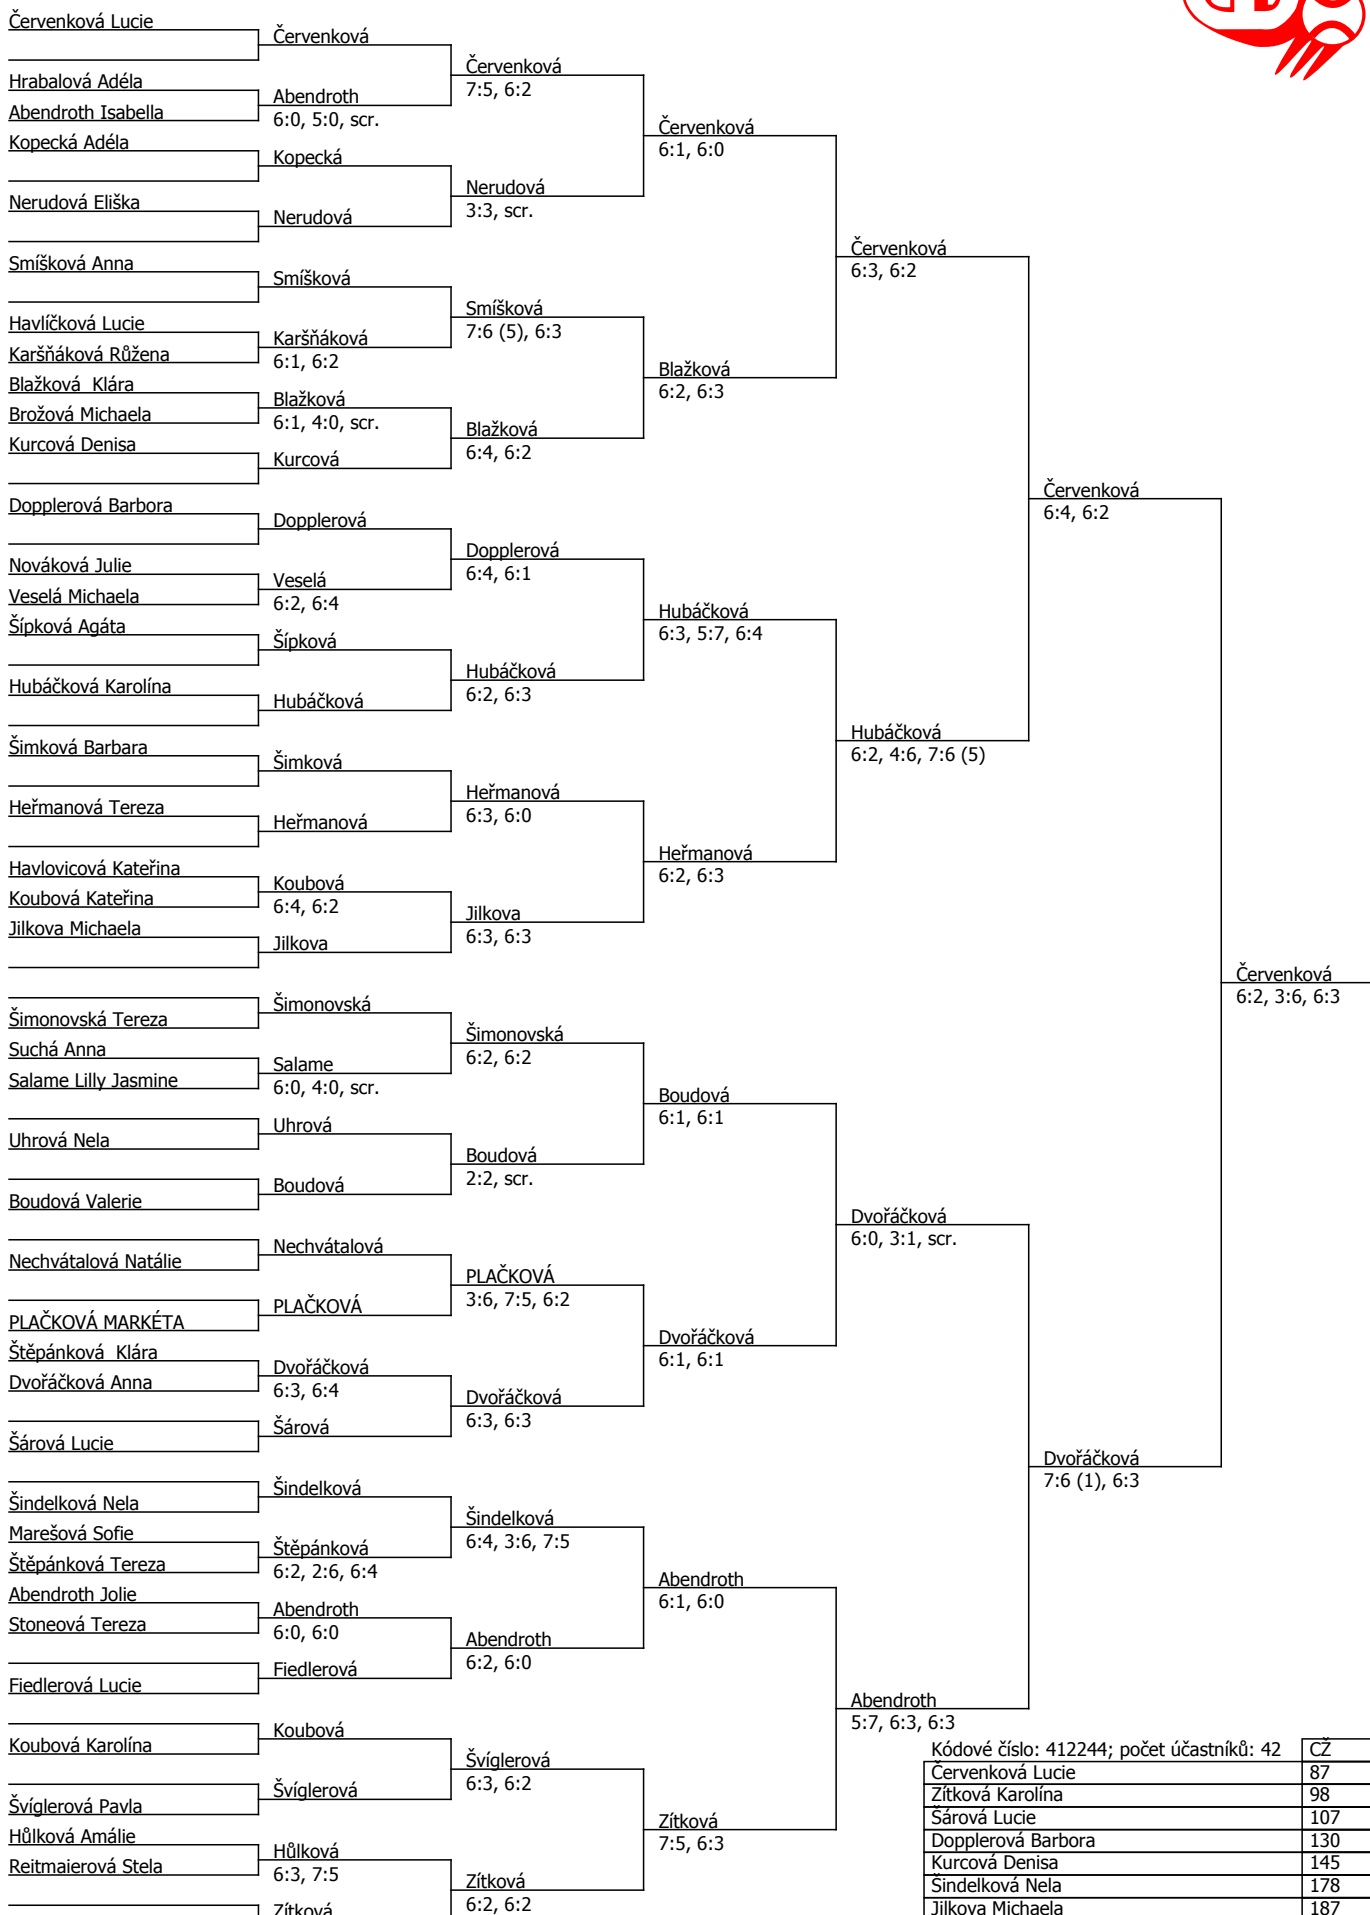 Červenková Lucie
Hrabalová Adéla
Abendroth Isabella
Kopecká Adéla
Nerudová Eliška
Smíšková Anna
Havlíčková Lucie
Karšňáková Růžena
Blažková  Klára
Brožová Michaela
Kurcová Denisa
Dopplerová Barbora
Nováková Julie
Veselá Michaela
Šípková Agáta
Hubáčková Karolína
Šimková Barbara
Heřmanová Tereza
Havlovicová Kateřina
Koubová Kateřina
Jilkova Michaela
Šimonovská Tereza
Suchá Anna
Salame Lilly Jasmine
Uhrová Nela
Boudová Valerie
Nechvátalová Natálie
PLAČKOVÁ MARKÉTA
Štěpánková  Klára
Dvořáčková Anna
Šárová Lucie
Šindelková Nela
Marešová Sofie
Štěpánková Tereza
Abendroth Jolie
Stoneová Tereza
Fiedlerová Lucie
Koubová Karolína
Švíglerová Pavla
Hůlková Amálie
Reitmaierová Stela
Červenková
Abendroth
6:0, 5:0, scr.
Kopecká
Nerudová
Smíšková
Karšňáková
6:1, 6:2
Blažková
6:1, 4:0, scr.
Kurcová
Dopplerová
Veselá
6:2, 6:4
Šípková
Hubáčková
Šimková
Heřmanová
Koubová
6:4, 6:2
Jilkova
Šimonovská
Salame
6:0, 4:0, scr.
Uhrová
Boudová
Nechvátalová
PLAČKOVÁ
Dvořáčková
6:3, 6:4
Šárová
Šindelková
Štěpánková
6:2, 2:6, 6:4
Abendroth
6:0, 6:0
Fiedlerová
Koubová
Švíglerová
Hůlková
6:3, 7:5
Zítková
Červenková
7:5, 6:2
Nerudová
3:3, scr.
Smíšková
7:6 (5), 6:3
Blažková
6:4, 6:2
Dopplerová
6:4, 6:1
Hubáčková
6:2, 6:3
Heřmanová
6:3, 6:0
Jilkova
6:3, 6:3
Šimonovská
6:2, 6:2
Boudová
2:2, scr.
PLAČKOVÁ
3:6, 7:5, 6:2
Dvořáčková
6:3, 6:3
Šindelková
6:4, 3:6, 7:5
Abendroth
6:2, 6:0
Švíglerová
6:3, 6:2
Zítková
6:2, 6:2
Červenková
6:1, 6:0
Blažková
6:2, 6:3
Hubáčková
6:3, 5:7, 6:4
Heřmanová
6:2, 6:3
Boudová
6:1, 6:1
Dvořáčková
6:1, 6:1
Abendroth
6:1, 6:0
Zítková
7:5, 6:3
Červenková
6:3, 6:2
Hubáčková
6:2, 4:6, 7:6 (5)
Dvořáčková
6:0, 3:1, scr.
Abendroth
5:7, 6:3, 6:3
Červenková
6:4, 6:2
Dvořáčková
7:6 (1), 6:3
Červenková
6:2, 3:6, 6:3
Kódové číslo: 412244; počet účastníků: 42 CŽ
Červenková Lucie 87
Zítková Karolína 98
Šárová Lucie 107
Dopplerová Barbora 130
Kurcová Denisa 145
Šindelková Nela 178
Jilkova Michaela 187